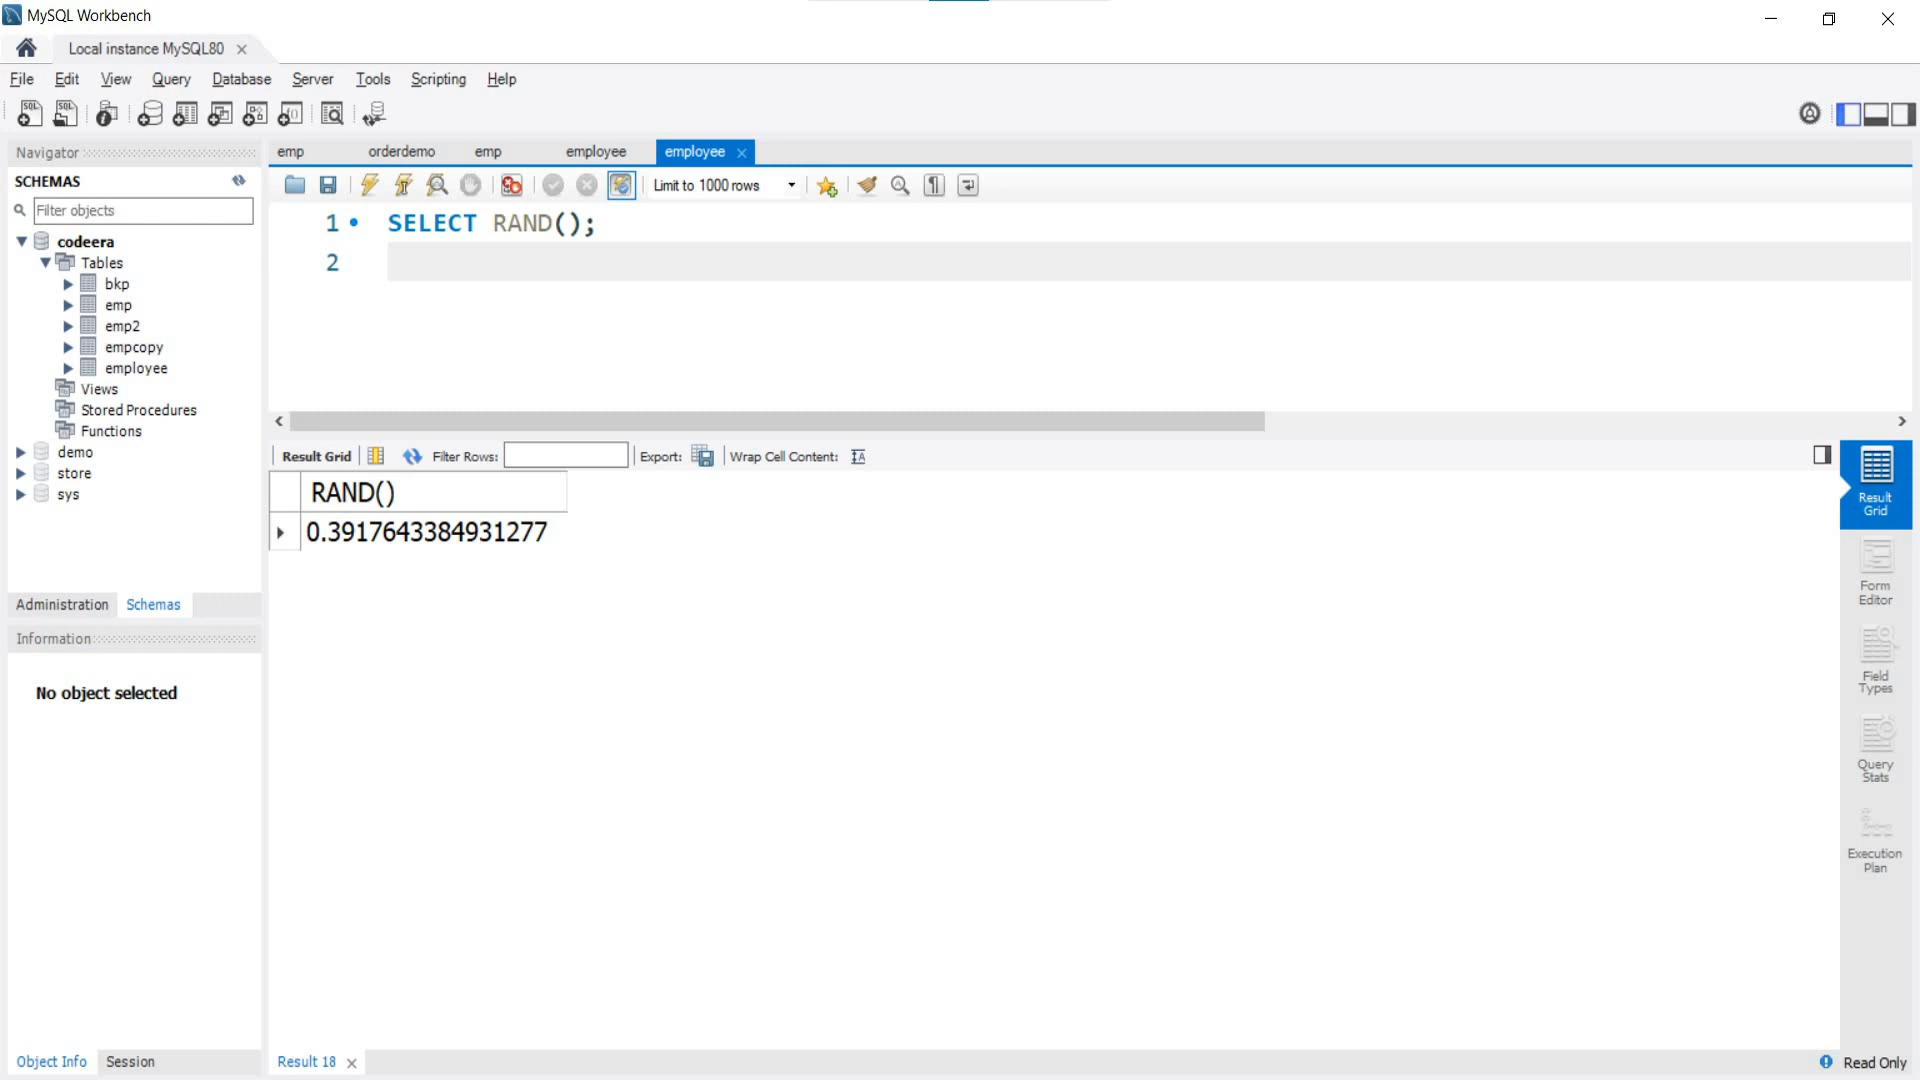 MySQL Workbench
Local instance MySQL80
File Edit View Query Database Server Tools Scripting Help
Navigator
SCHEMAS
Filter objects
codeera
Tables
bkp
emp
emp2
empcopy
employee
Views
Stored Procedures
Functions
demo
store
sys
Administration Schemas
Information
No object selected
Object Info Session
emp orderdemo emp employee employee
Limit to 1000 rows
1 SELECT RAND();
2
Result Grid Filter Rows: Export: Wrap Cell Content:
RAND()
0.3917643384931277
Result
Grid
Form
Editor
Field
Types
Query
Stats
Execution
Plan
Result 18
Read Only